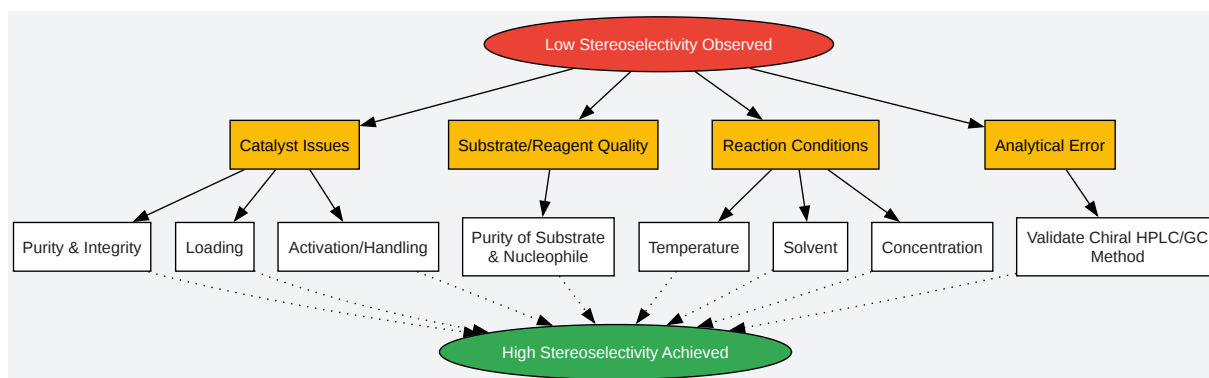 Low Stereoselectivity Observed
Catalyst Issues
Substrate/Reagent Quality
Reaction Conditions
Analytical Error
Purity & Integrity
Loading
Activation/Handling
Purity of Substrate
& Nucleophile
Temperature
Solvent
Concentration
Validate Chiral HPLC/GC
Method
High Stereoselectivity Achieved